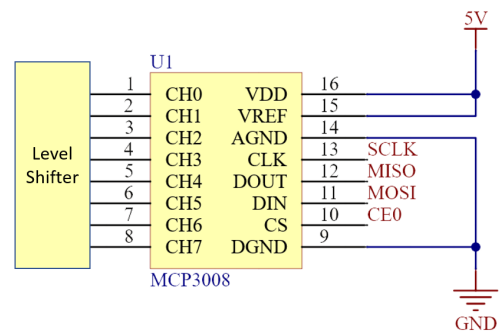 5V
U1
Level
Shifter
1 CH0 VDD 16
2 CH1 VREF 15
3 CH2 AGND 14
4 CH3 CLK 13 SCLK
5 CH4 DOUT 12 MISO
6 CH5 DIN 11 MOSI
7 CH6 CS 10 CE0
8 CH7 DGND 9
MCP3008
GND